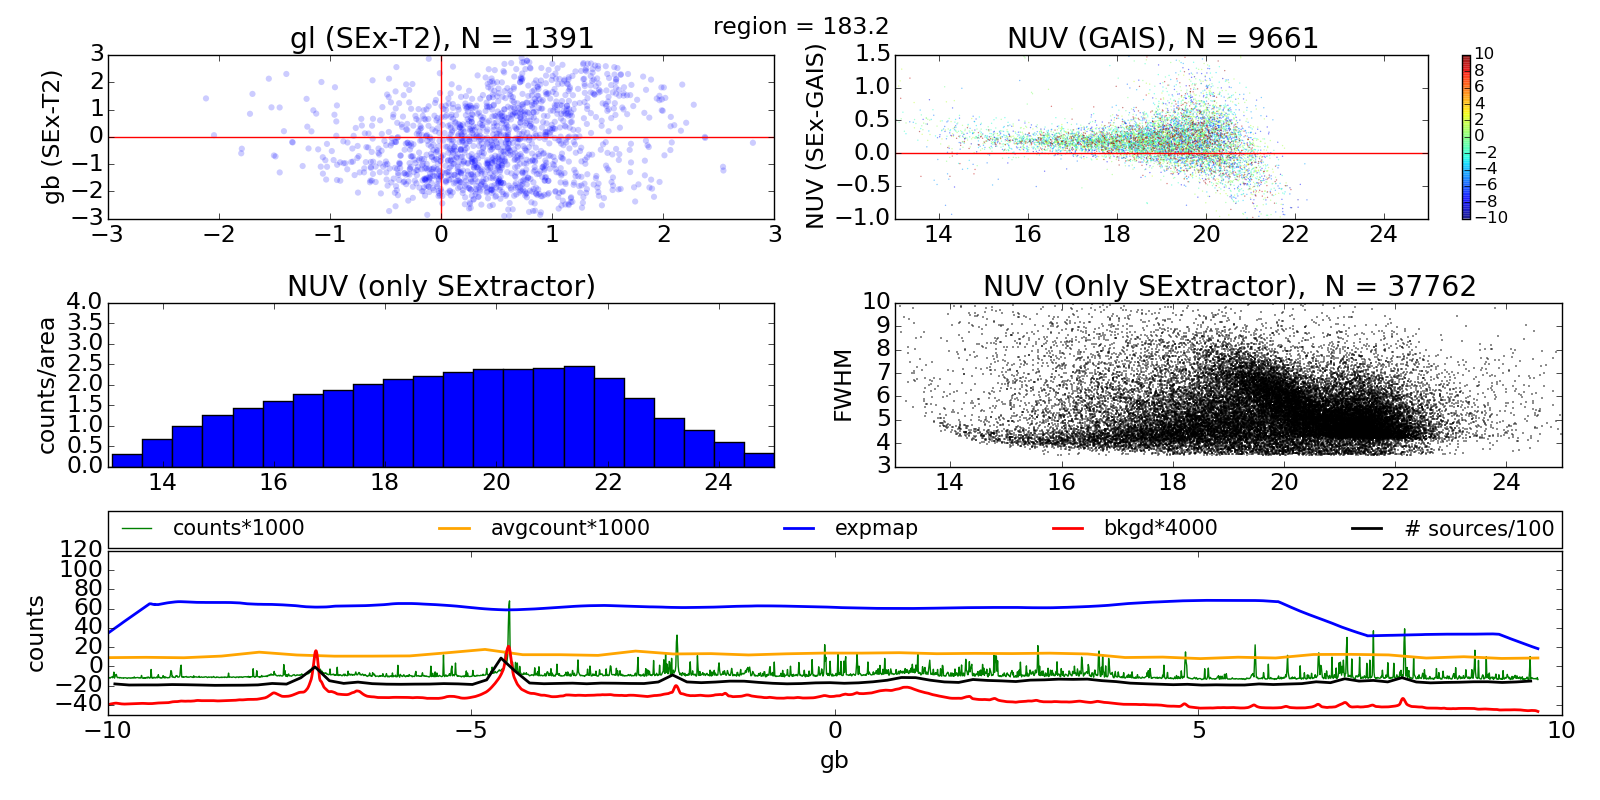 region = 183.2
gl (SEx-T2), N = 1391
gb (SEx-T2)
3
2
1
0
−1
−2
−3
−3 −2 −1 0 1 2 3
NUV (GAIS), N = 9661
NUV (SEx-GAIS)
1.5
1.0
0.5
0.0
−0.5
−1.0
14 16 18 20 22 24
10
8
6
4
2
0
−2
−4
−6
−8
−10
NUV (only SExtractor)
counts/area
4.0
3.5
3.0
2.5
2.0
1.5
1.0
0.5
0.0
14 16 18 20 22 24
NUV (Only SExtractor), N = 37762
FWHM
10
9
8
7
6
5
4
3
14 16 18 20 22 24
counts*1000 avgcount*1000 expmap bkgd*4000 # sources/100
counts
120
100
80
60
40
20
0
−20
−40
−10 −5 0 5 10
gb